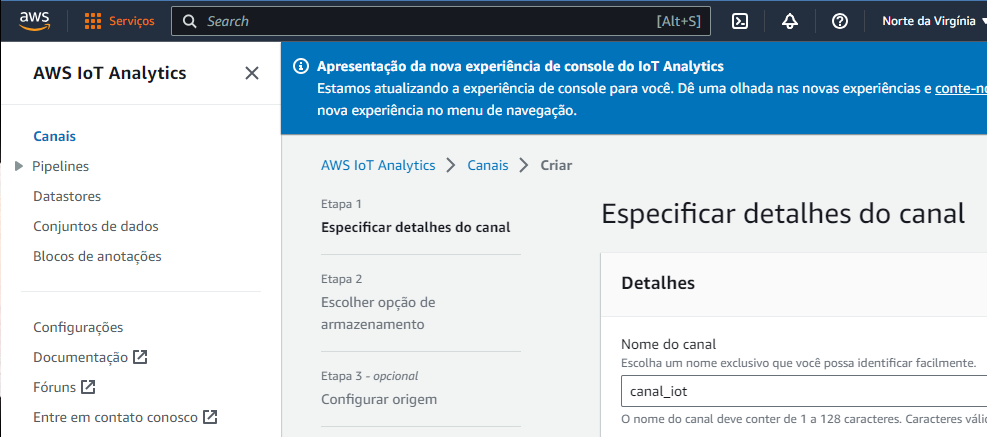 aws
Serviços
Search
[Alt+S]
Norte da Virgínia
AWS IoT Analytics
Canais
Pipelines
Datastores
Conjuntos de dados
Blocos de anotações
Configurações
Documentação
Fóruns
Entre em contato conosco
Apresentação da nova experiência de console do IoT Analytics
Estamos atualizando a experiência de console para você. Dê uma olhada nas novas experiências e
nova experiência no menu de navegação.
AWS IoT Analytics
Canais
Criar
Etapa 1
Especificar detalhes do canal
Etapa 2
Escolher opção de
armazenamento
Etapa 3 - opcional
Configurar origem
Especificar detalhes do canal
Detalhes
Nome do canal
Escolha um nome exclusivo que você possa identificar facilmente.
canal_iot
O nome do canal deve conter de 1 a 128 caracteres. Caracteres